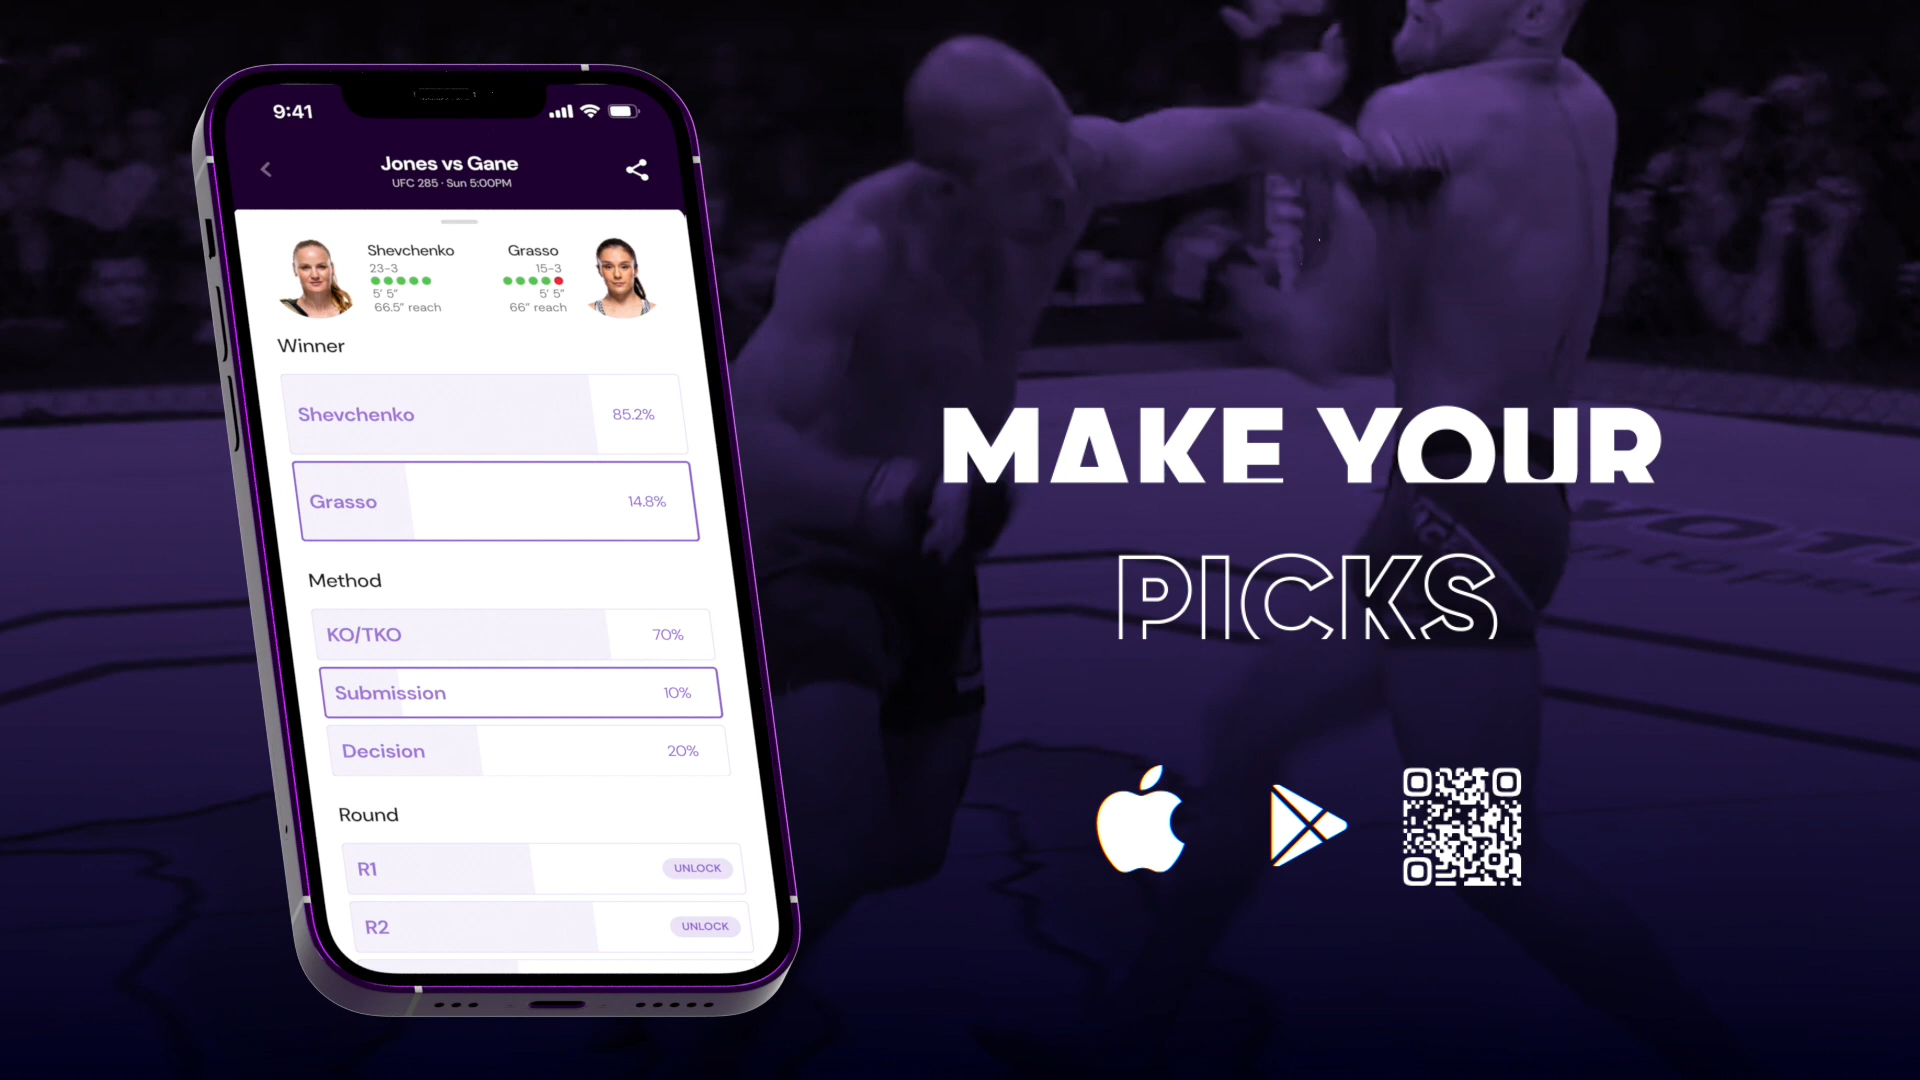 9:41
Jones vs Gane
UFC 285 · Sun 5:00PM
Shevchenko
23-3
5' 5"
66.5" reach
Grasso
15-3
5' 5"
66" reach
Winner
Shevchenko 85.2%
Grasso 14.8%
Method
KO/TKO 70%
Submission 10%
Decision 20%
Round
R1 UNLOCK
R2 UNLOCK
MAKE YOUR
PICKS